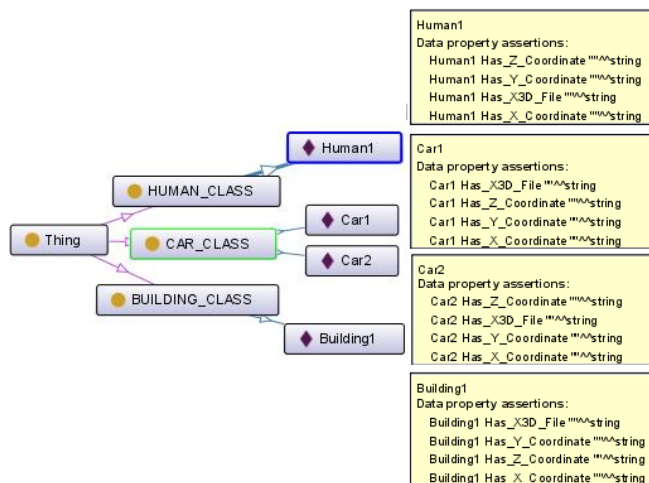 Thing
HUMAN_CLASS
CAR_CLASS
BUILDING_CLASS
Human1
Car1
Car2
Building1
Human1
Data property assertions:
Human1 Has_Z_Coordinate ""^^string
Human1 Has_Y_Coordinate ""^^string
Human1 Has_X3D_File ""^^string
Human1 Has_X_Coordinate ""^^string
Car1
Data property assertions:
Car1 Has_X3D_File ""^^string
Car1 Has_Z_Coordinate ""^^string
Car1 Has_Y_Coordinate ""^^string
Car1 Has_X_Coordinate ""^^string
Car2
Data property assertions:
Car2 Has_Z_Coordinate ""^^string
Car2 Has_X3D_File ""^^string
Car2 Has_Y_Coordinate ""^^string
Car2 Has_X_Coordinate ""^^string
Building1
Data property assertions:
Building1 Has_X3D_File ""^^string
Building1 Has_Y_Coordinate ""^^string
Building1 Has_Z_Coordinate ""^^string
Building1 Has_X_Coordinate ""^^string